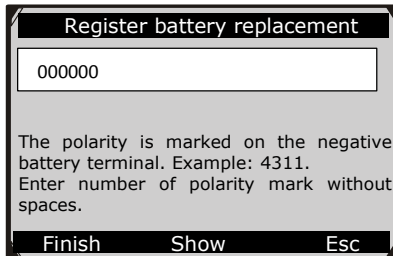 Register battery replacement
000000
The polarity is marked on the negative
battery terminal. Example: 4311.
Enter number of polarity mark without
spaces.
Finish Show Esc